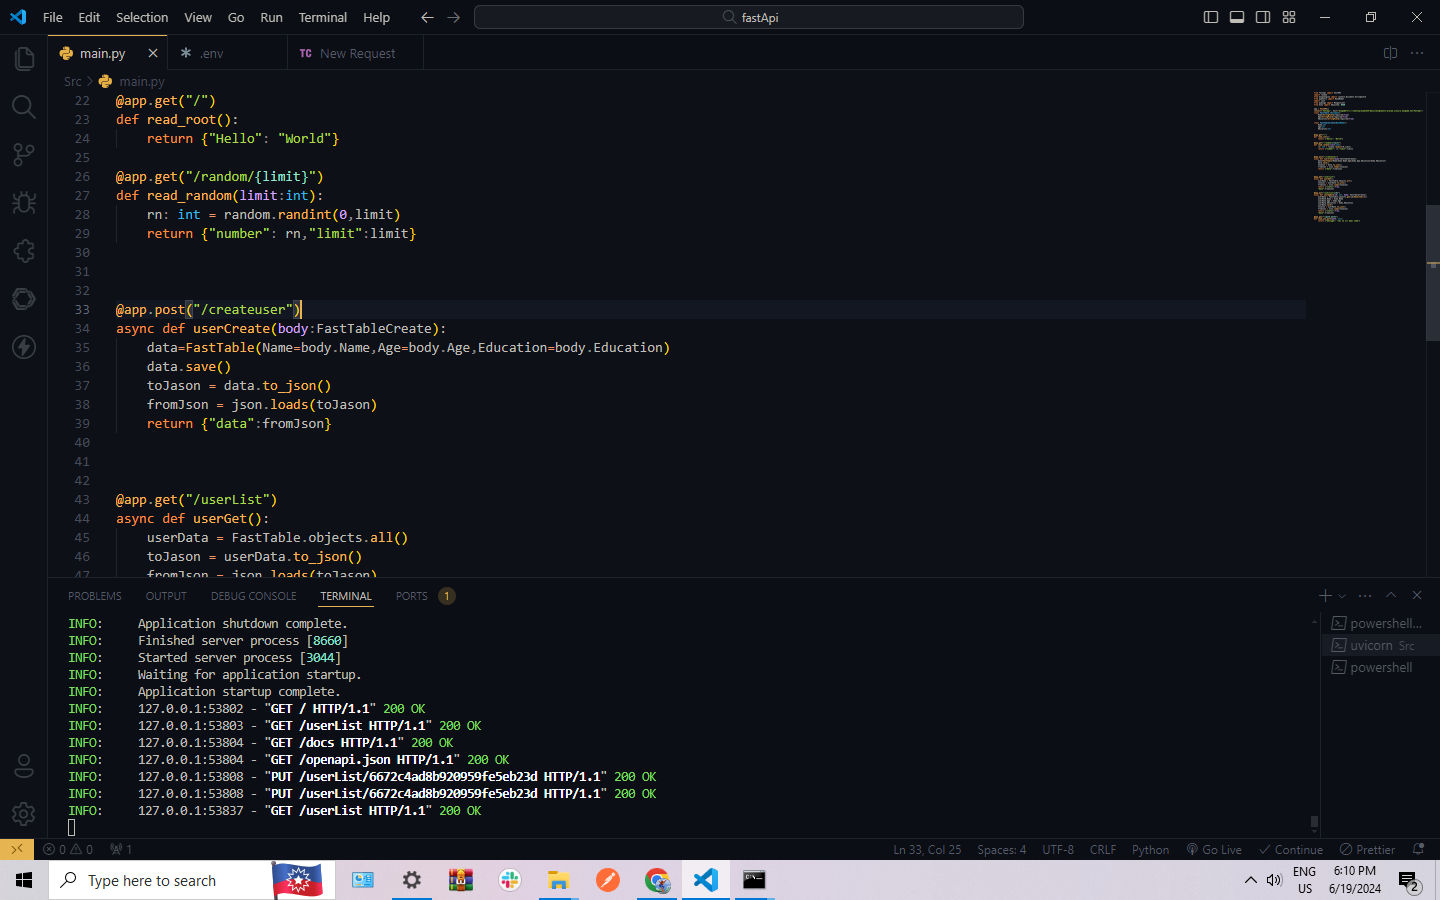 File Edit Selection View Go Run Terminal Help
fastApi
main.py
.env
TC New Request
Src > main.py
22 @app.get("/")
23 def read_root():
24 return {"Hello": "World"}
25
26 @app.get("/random/{limit}")
27 def read_random(limit:int):
28 rn: int = random.randint(0,limit)
29 return {"number": rn,"limit":limit}
30
31
32
33 @app.post("/createuser")
34 async def userCreate(body:FastTableCreate):
35 data=FastTable(Name=body.Name,Age=body.Age,Education=body.Education)
36 data.save()
37 toJason = data.to_json()
38 fromJson = json.loads(toJason)
39 return {"data":fromJson}
40
41
42
43 @app.get("/userList")
44 async def userGet():
45 userData = FastTable.objects.all()
46 toJason = userData.to_json()
47 fromJson = json.loads(toJason)
PROBLEMS OUTPUT DEBUG CONSOLE TERMINAL PORTS 1
INFO: Application shutdown complete.
INFO: Finished server process [8660]
INFO: Started server process [3044]
INFO: Waiting for application startup.
INFO: Application startup complete.
INFO: 127.0.0.1:53802 - "GET / HTTP/1.1" 200 OK
INFO: 127.0.0.1:53803 - "GET /userList HTTP/1.1" 200 OK
INFO: 127.0.0.1:53804 - "GET /docs HTTP/1.1" 200 OK
INFO: 127.0.0.1:53804 - "GET /openapi.json HTTP/1.1" 200 OK
INFO: 127.0.0.1:53808 - "PUT /userList/6672c4ad8b920959fe5eb23d HTTP/1.1" 200 OK
INFO: 127.0.0.1:53808 - "PUT /userList/6672c4ad8b920959fe5eb23d HTTP/1.1" 200 OK
INFO: 127.0.0.1:53837 - "GET /userList HTTP/1.1" 200 OK
powershell...
uvicorn Src
powershell
0 0 1
Ln 33, Col 25 Spaces: 4 UTF-8 CRLF Python Go Live Continue Prettier
Type here to search
ENG
US
6:10 PM
6/19/2024
2